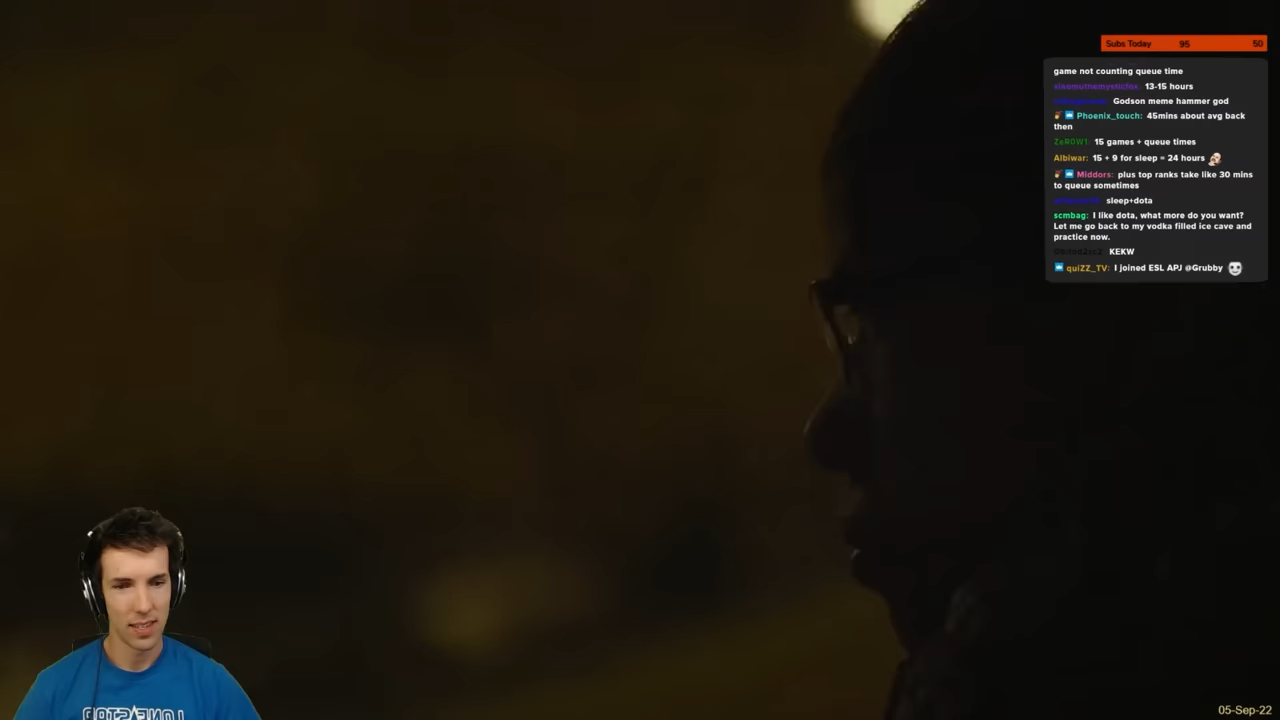 Subs Today 95 50
game not counting queue time
13-15 hours
Godson meme hammer god
Phoenix_touch: 45mins about avg back
then
ZeR0W1: 15 games + queue times
Albiwar: 15 + 9 for sleep = 24 hours
Middors: plus top ranks take like 30 mins
to queue sometimes
sleep+dota
scmbag: I like dota, what more do you want?
Let me go back to my vodka filled ice cave and
practice now.
KEKW
quiZZ_TV: I joined ESL APJ @Grubby
05-Sep-22